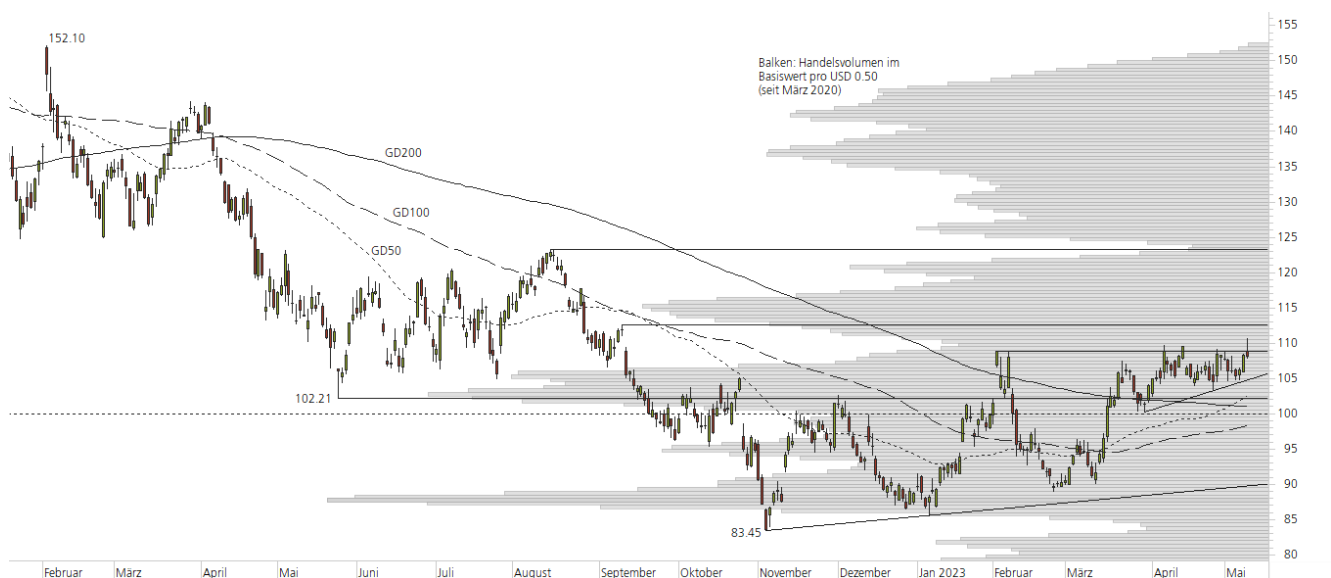 152.10
Balken: Handelsvolumen im
Basiswert pro USD 0.50
(seit März 2020)
GD200
GD100
GD50
102.21
83.45
155
150
145
140
135
130
125
120
115
110
105
100
95
90
85
80
Februar März April Mai Juni Juli August September Oktober November Dezember Jan 2023 Februar März April Mai